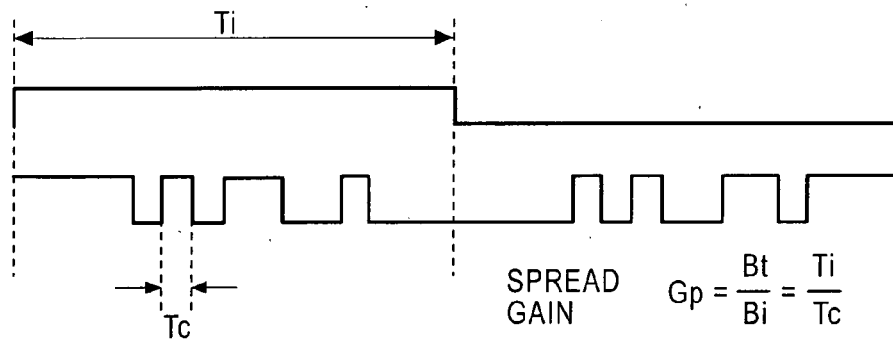 Ti
Tc
SPREAD
GAIN
Gp = Bt/Bi = Ti/Tc